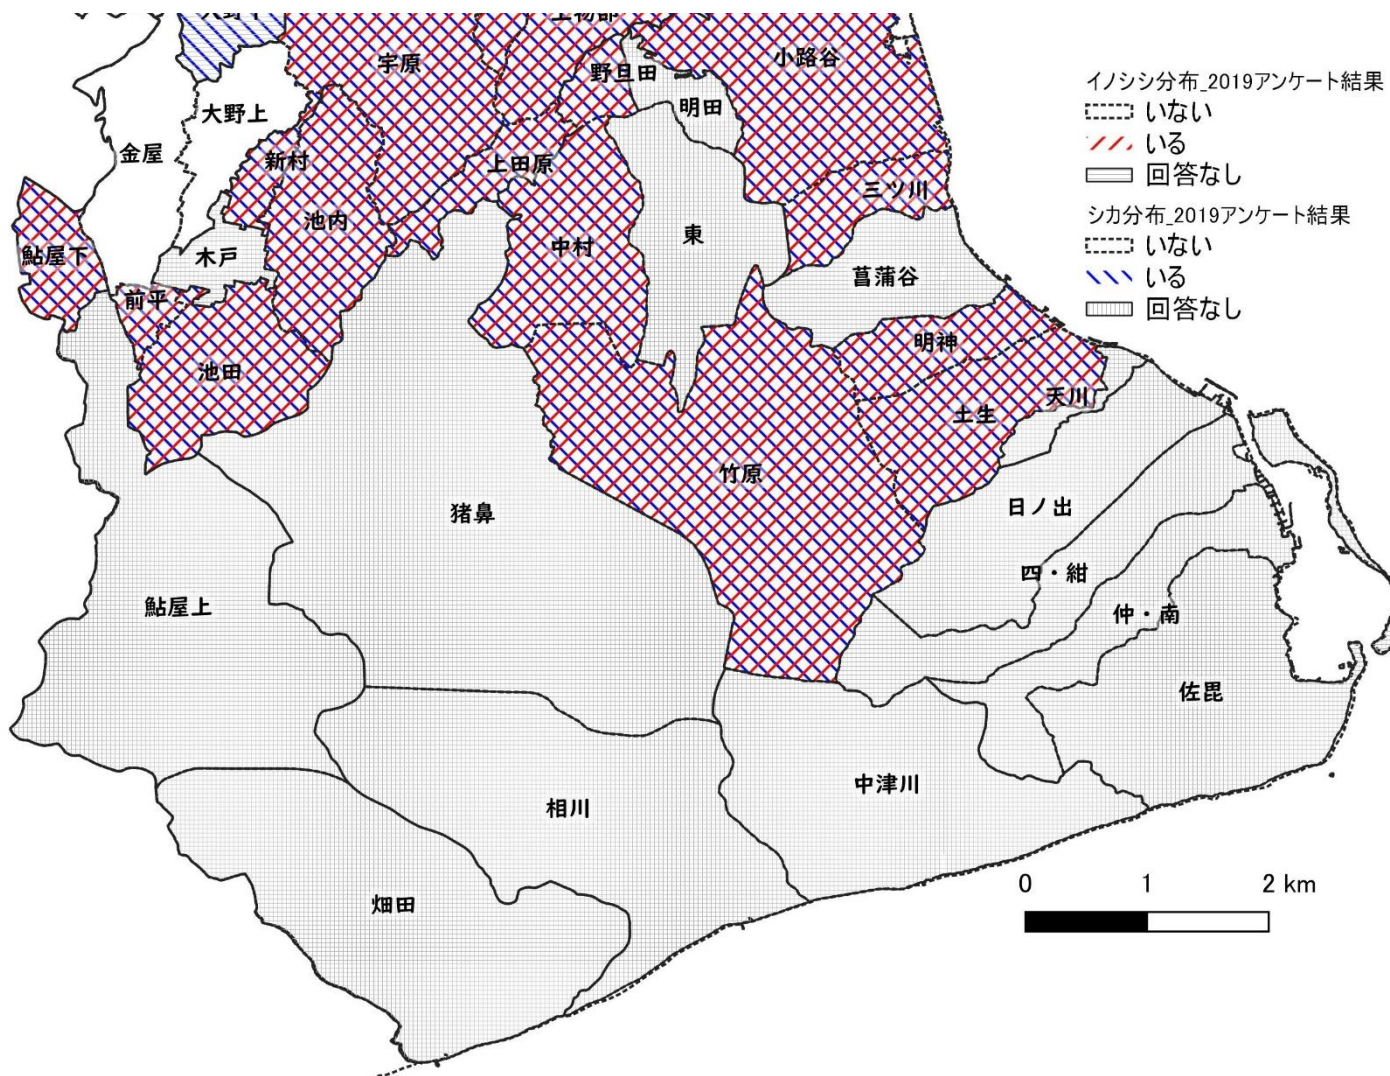 大野下
上物部
宇原
小路谷
野旦田
大野上
明田
金屋
新村
上田原
三ツ川
池内
東
鮎屋下
木戸
中村
菖蒲谷
前平
明神
池田
天川
土生
竹原
猪鼻
日ノ出
四・紺
鮎屋上
仲・南
佐毘
中津川
相川
畑田
イノシシ分布_2019アンケート結果
いない
いる
回答なし
シカ分布_2019アンケート結果
いない
いる
回答なし
0 1 2 km